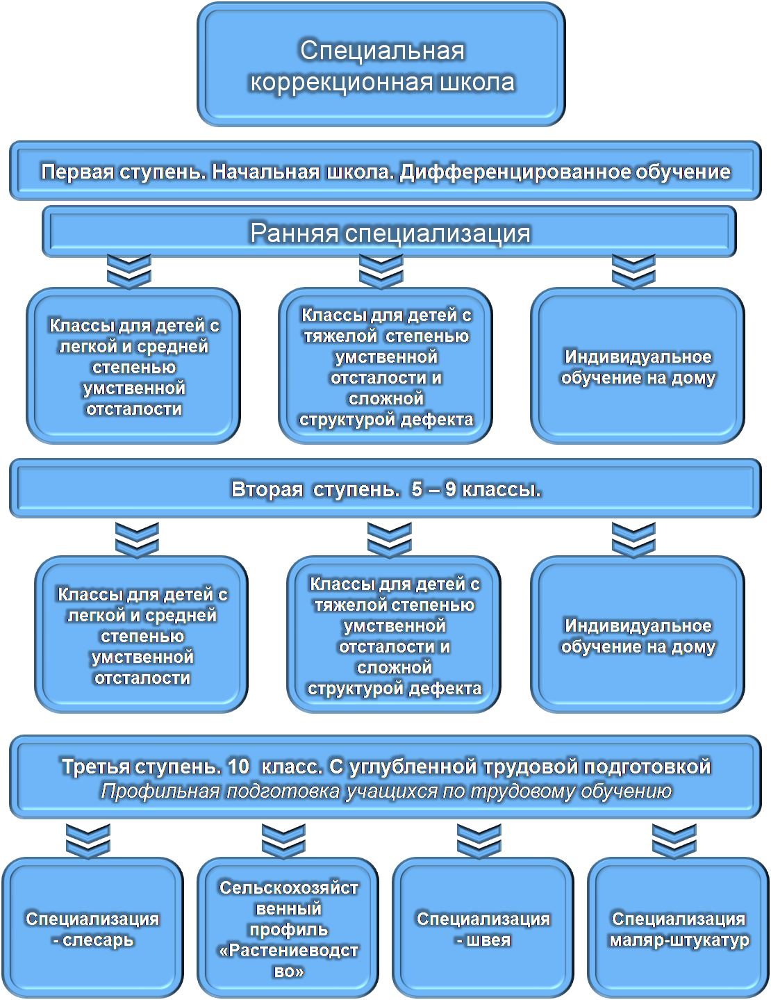 Специальная
коррекционная школа
Первая ступень. Начальная школа. Дифференцированное обучение
Ранняя специализация
Классы для детей с
легкой и средней
степенью
умственной
отсталости
Классы для детей с
тяжелой степенью
умственной
отсталости и
сложной
структурой дефекта
Индивидуальное
обучение на дому
Вторая ступень. 5 – 9 классы.
Классы для детей с
легкой и средней
степенью
умственной
отсталости
Классы для детей с
тяжелой степенью
умственной
отсталости и
сложной
структурой дефекта
Индивидуальное
обучение на дому
Третья ступень. 10 класс. С углубленной трудовой подготовкой
Профильная подготовка учащихся по трудовому обучению
Специализация
- слесарь
Сельскохозяйст
венный
профиль
«Растениеводст
во»
Специализация
- швея
Специализация
маляр-штукатур